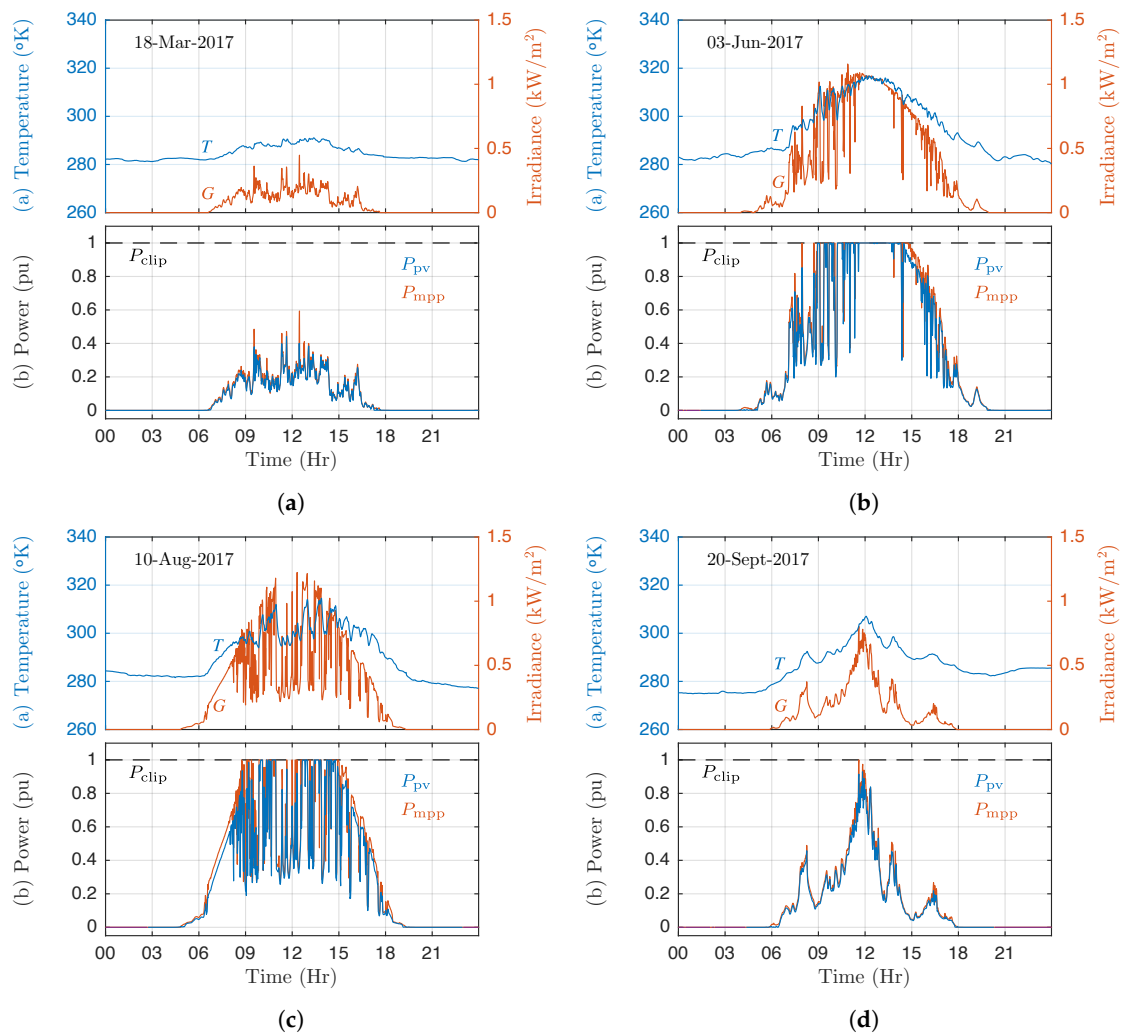 18-Mar-2017
(a) Temperature (°K)
340
320
300
280
260
T
G
1.5
1
0.5
0
Irradiance (kW/m²)
(b) Power (pu)
1
0.8
0.6
0.4
0.2
0
P_clip
P_pv
P_mpp
00 03 06 09 12 15 18 21
Time (Hr)
(a)
03-Jun-2017
(a) Temperature (°K)
340
320
300
280
260
T
G
1.5
1
0.5
0
Irradiance (kW/m²)
(b) Power (pu)
1
0.8
0.6
0.4
0.2
0
P_clip
P_pv
P_mpp
00 03 06 09 12 15 18 21
Time (Hr)
(b)
10-Aug-2017
(a) Temperature (°K)
340
320
300
280
260
T
G
1.5
1
0.5
0
Irradiance (kW/m²)
(b) Power (pu)
1
0.8
0.6
0.4
0.2
0
P_clip
P_pv
P_mpp
00 03 06 09 12 15 18 21
Time (Hr)
(c)
20-Sept-2017
(a) Temperature (°K)
340
320
300
280
260
T
G
1.5
1
0.5
0
Irradiance (kW/m²)
(b) Power (pu)
1
0.8
0.6
0.4
0.2
0
P_clip
P_pv
P_mpp
00 03 06 09 12 15 18 21
Time (Hr)
(d)